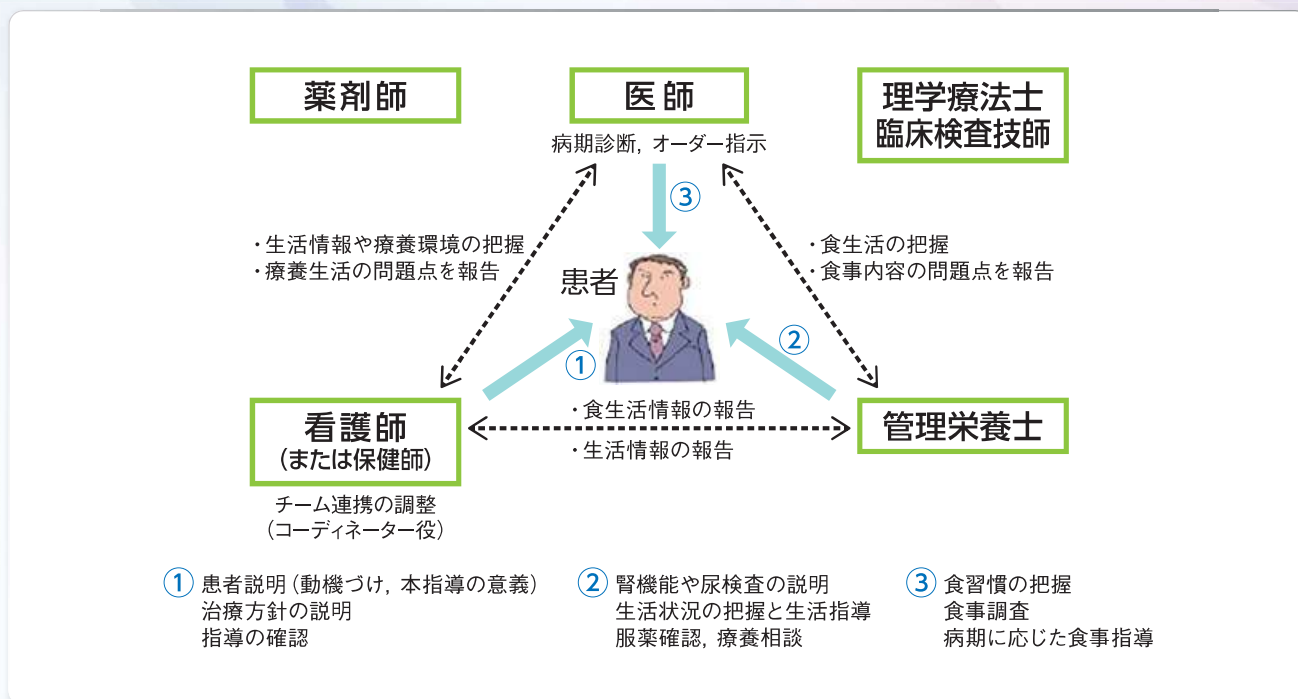 薬剤師
医師
理学療法士
臨床検査技師
病期診断, オーダー指示
③
・生活情報や療養環境の把握
・療養生活の問題点を報告
・食生活の把握
・食事内容の問題点を報告
患者
①
②
・食生活情報の報告
・生活情報の報告
看護師
(または保健師)
管理栄養士
チーム連携の調整
(コーディネーター役)
① 患者説明(動機づけ, 本指導の意義)
治療方針の説明
指導の確認
② 腎機能や尿検査の説明
生活状況の把握と生活指導
服薬確認, 療養相談
③ 食習慣の把握
食事調査
病期に応じた食事指導